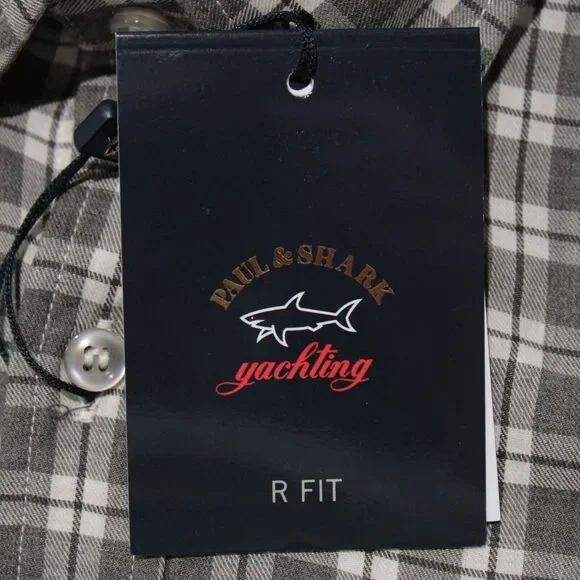 PAUL & SHARK
yachting
R FIT